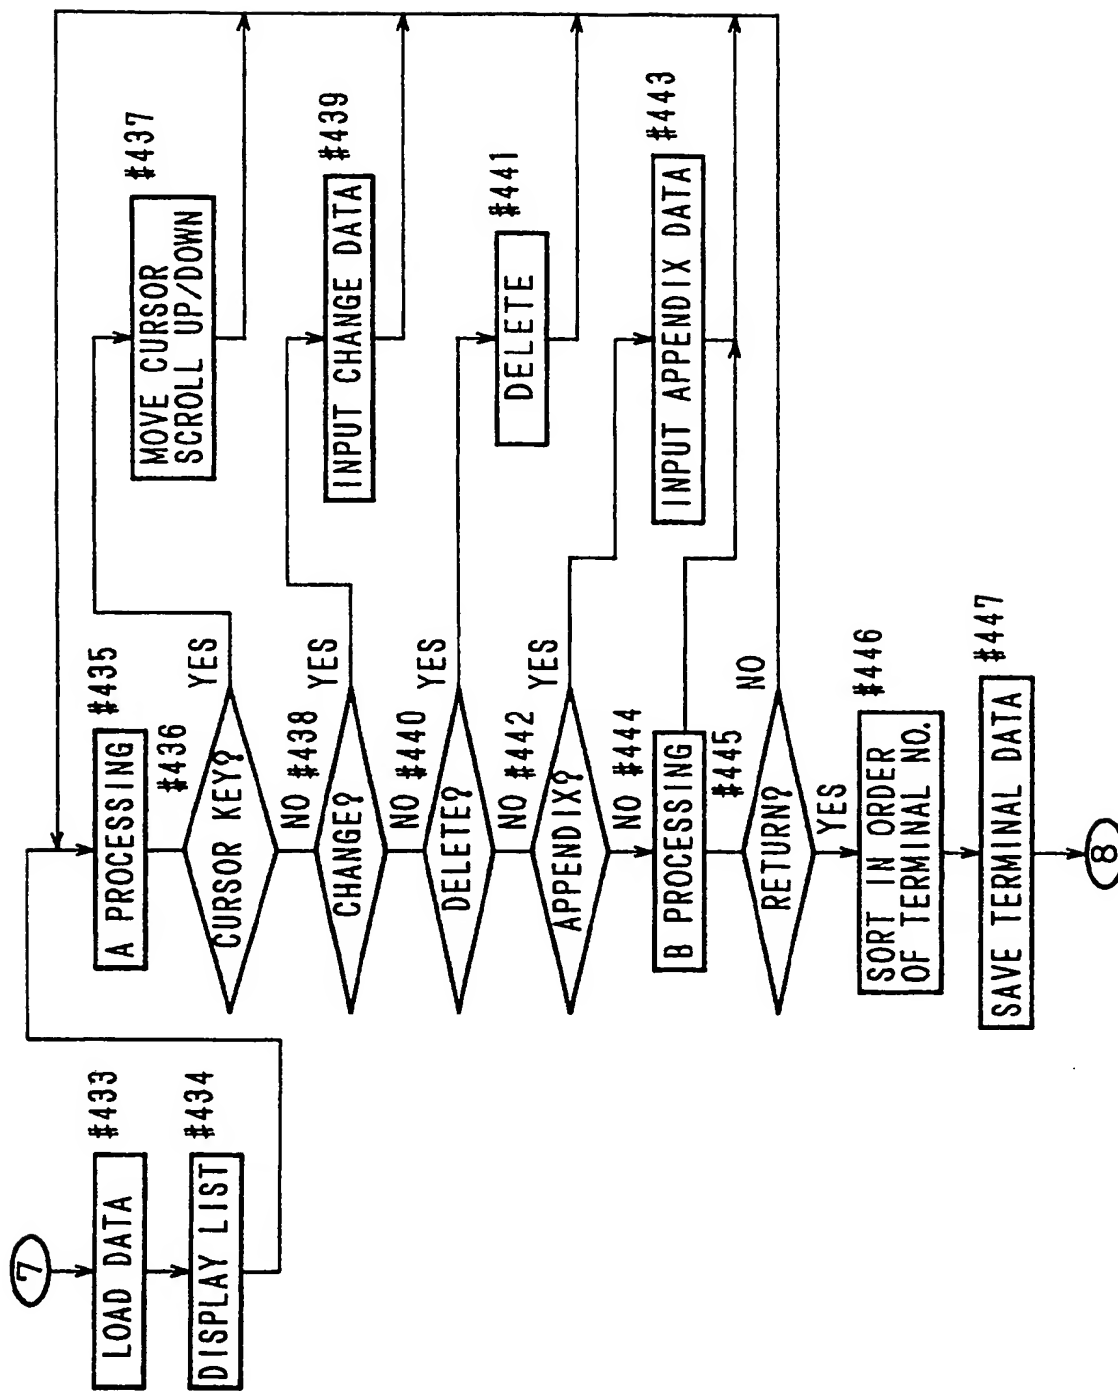 7
LOAD DATA
#433
DISPLAY LIST
#434
A PROCESSING
#435
#436
CURSOR KEY?
YES
MOVE CURSOR
SCROLL UP/DOWN
#437
NO #438
CHANGE?
YES
INPUT CHANGE DATA
#439
NO #440
DELETE?
YES
DELETE
#441
NO #442
APPENDIX?
YES
INPUT APPENDIX DATA
#443
NO #444
B PROCESSING
#445
RETURN?
NO
YES
SORT IN ORDER
OF TERMINAL NO.
#446
SAVE TERMINAL DATA
#447
8